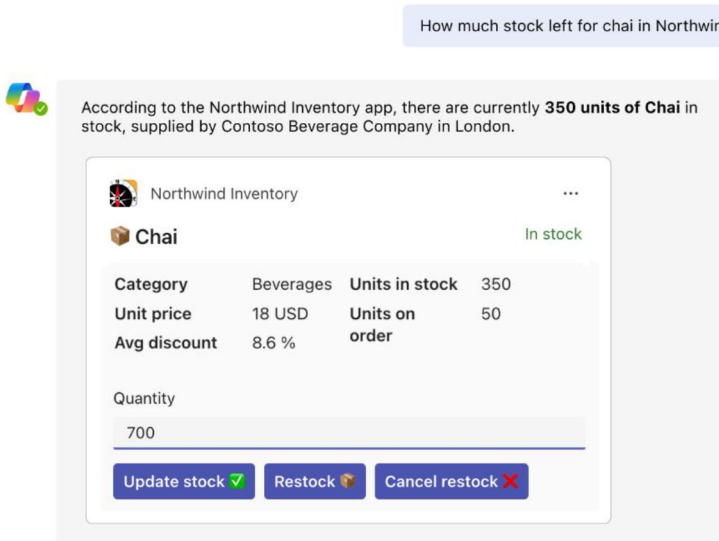 How much stock left for chai in
According to the Northwind Inventory app, there are currently 350 units of Chai in
stock, supplied by Contoso Beverage Company in London.
Northwind Inventory
Chai
In stock
Category Beverages Units in stock 350
Unit price 18 USD Units on order 50
Avg discount 8.6 %
Quantity
700
Update stock Restock Cancel restock